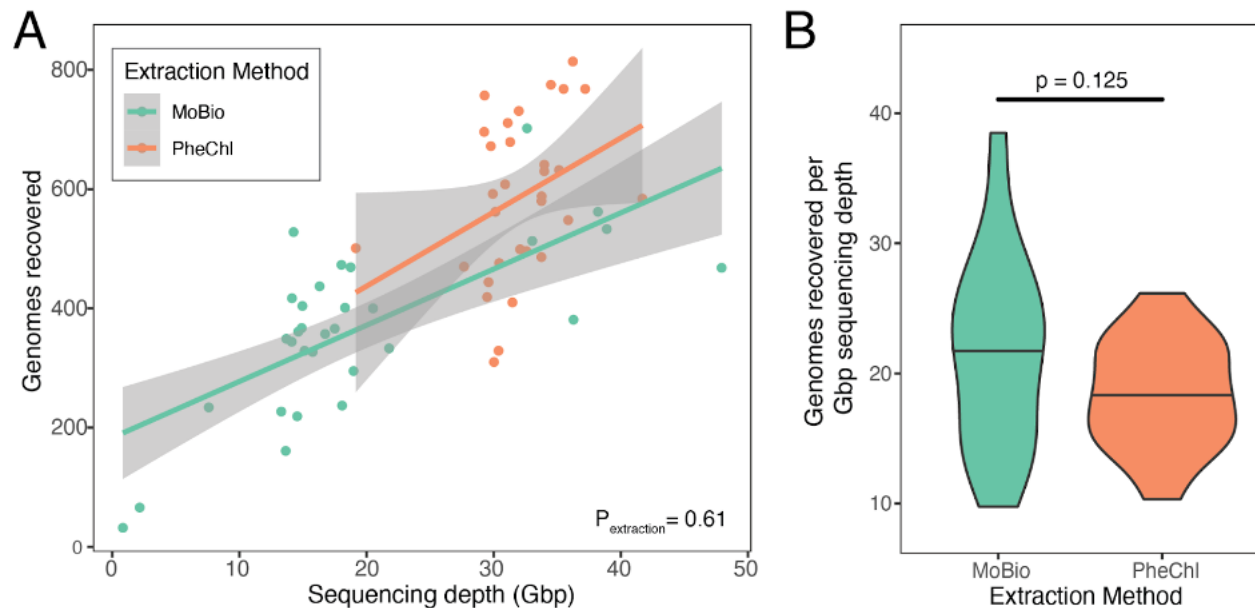 A
Extraction Method
MoBio
PheChl
Genomes recovered
800
600
400
200
0
0 10 20 30 40 50
Sequencing depth (Gbp)
Pextraction = 0.61
B
p = 0.125
Genomes recovered per
Gbp sequencing depth
40
30
20
10
MoBio PheChl
Extraction Method